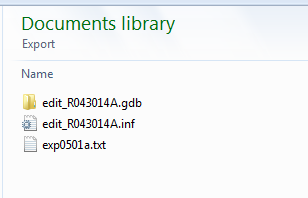 Documents library
Export
Name
edit_R043014A.gdb
edit_R043014A.inf
exp0501a.txt